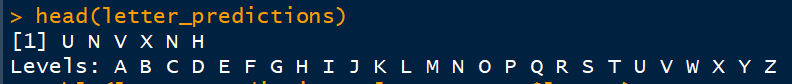 > head(letter_predictions)
[1] U N V X N H
Levels: A B C D E F G H I J K L M N O P Q R S T U V W X Y Z